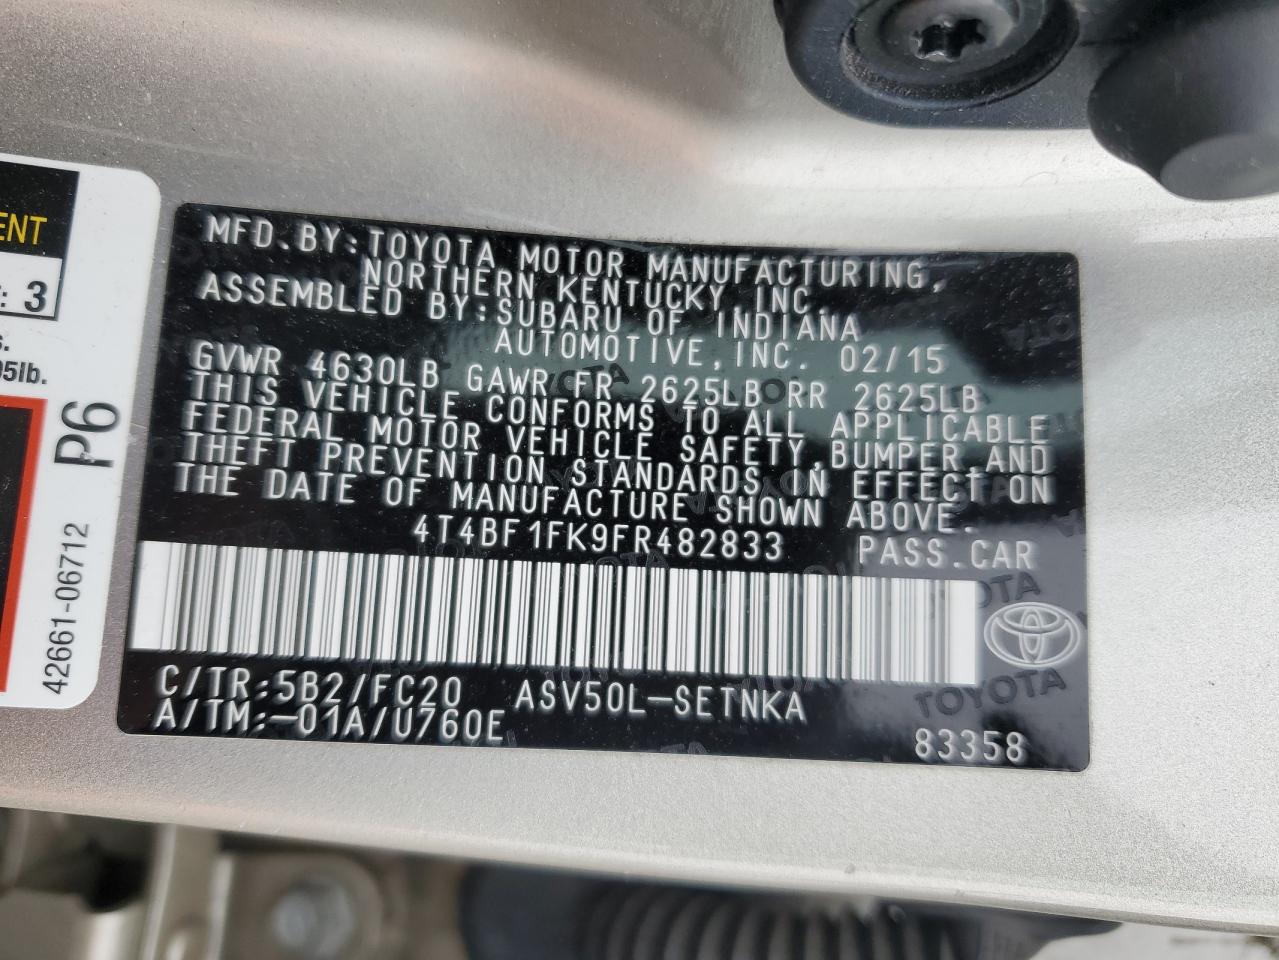 ENT
: 3
s.
95lb.
P6
42661-06712
MFD.BY:TOYOTA MOTOR MANUFACTURING,
NORTHERN KENTUCKY,INC.
ASSEMBLED BY:SUBARU OF INDIANA
AUTOMOTIVE,INC. 02/15
GVWR 4630LB GAWR FR 2625LB RR 2625LB
THIS VEHICLE CONFORMS TO ALL APPLICABLE
FEDERAL MOTOR VEHICLE SAFETY,BUMPER,AND
THEFT PREVENTION STANDARDS IN EFFECT ON
THE DATE OF MANUFACTURE SHOWN ABOVE.
4T4BF1FK9FR482833 PASS.CAR
C/TR:5B2/FC20 ASV50L-SETNKA
A/TM:-01A/U760E
83358
TOYOTA